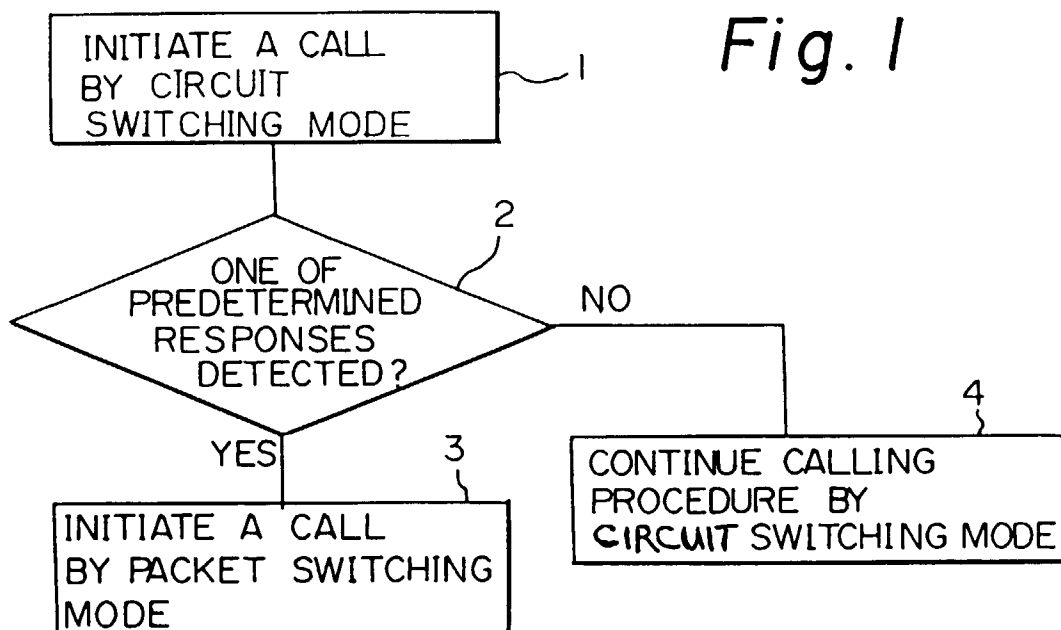 Fig. 1
INITIATE A CALL
BY CIRCUIT
SWITCHING MODE
1
2
ONE OF
PREDETERMINED
RESPONSES
DETECTED?
NO
YES
3
INITIATE A CALL
BY PACKET SWITCHING
MODE
4
CONTINUE CALLING
PROCEDURE BY
CIRCUIT SWITCHING MODE